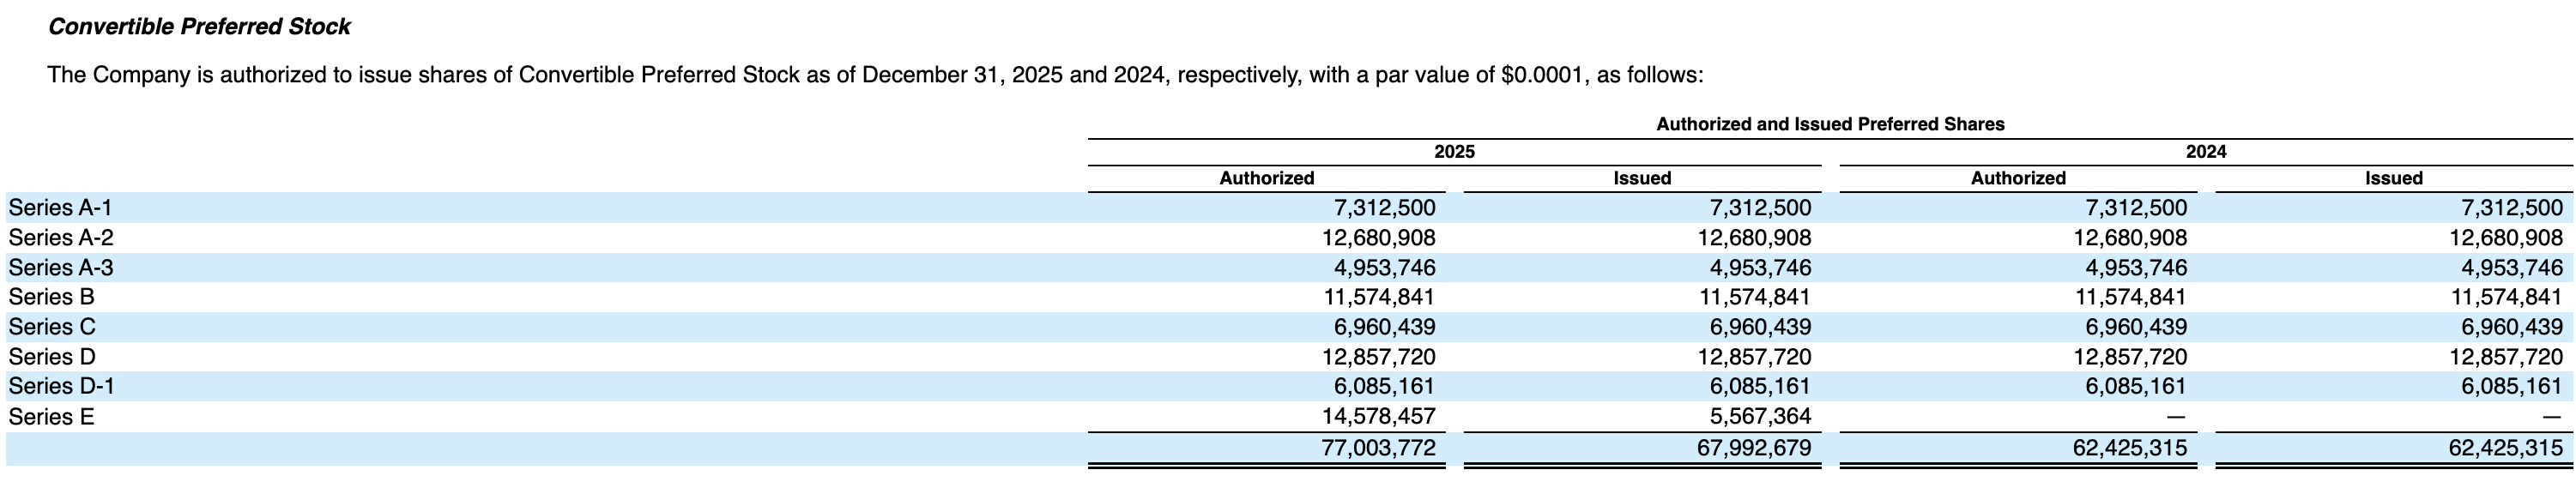 Convertible Preferred Stock
The Company is authorized to issue shares of Convertible Preferred Stock as of December 31, 2025 and 2024, respectively, with a par value of $0.0001, as follows:
Authorized and Issued Preferred Shares
2025 2024
Authorized Issued Authorized Issued
Series A-1 7,312,500 7,312,500 7,312,500 7,312,500
Series A-2 12,680,908 12,680,908 12,680,908 12,680,908
Series A-3 4,953,746 4,953,746 4,953,746 4,953,746
Series B 11,574,841 11,574,841 11,574,841 11,574,841
Series C 6,960,439 6,960,439 6,960,439 6,960,439
Series D 12,857,720 12,857,720 12,857,720 12,857,720
Series D-1 6,085,161 6,085,161 6,085,161 6,085,161
Series E 14,578,457 5,567,364 — —
77,003,772 67,992,679 62,425,315 62,425,315